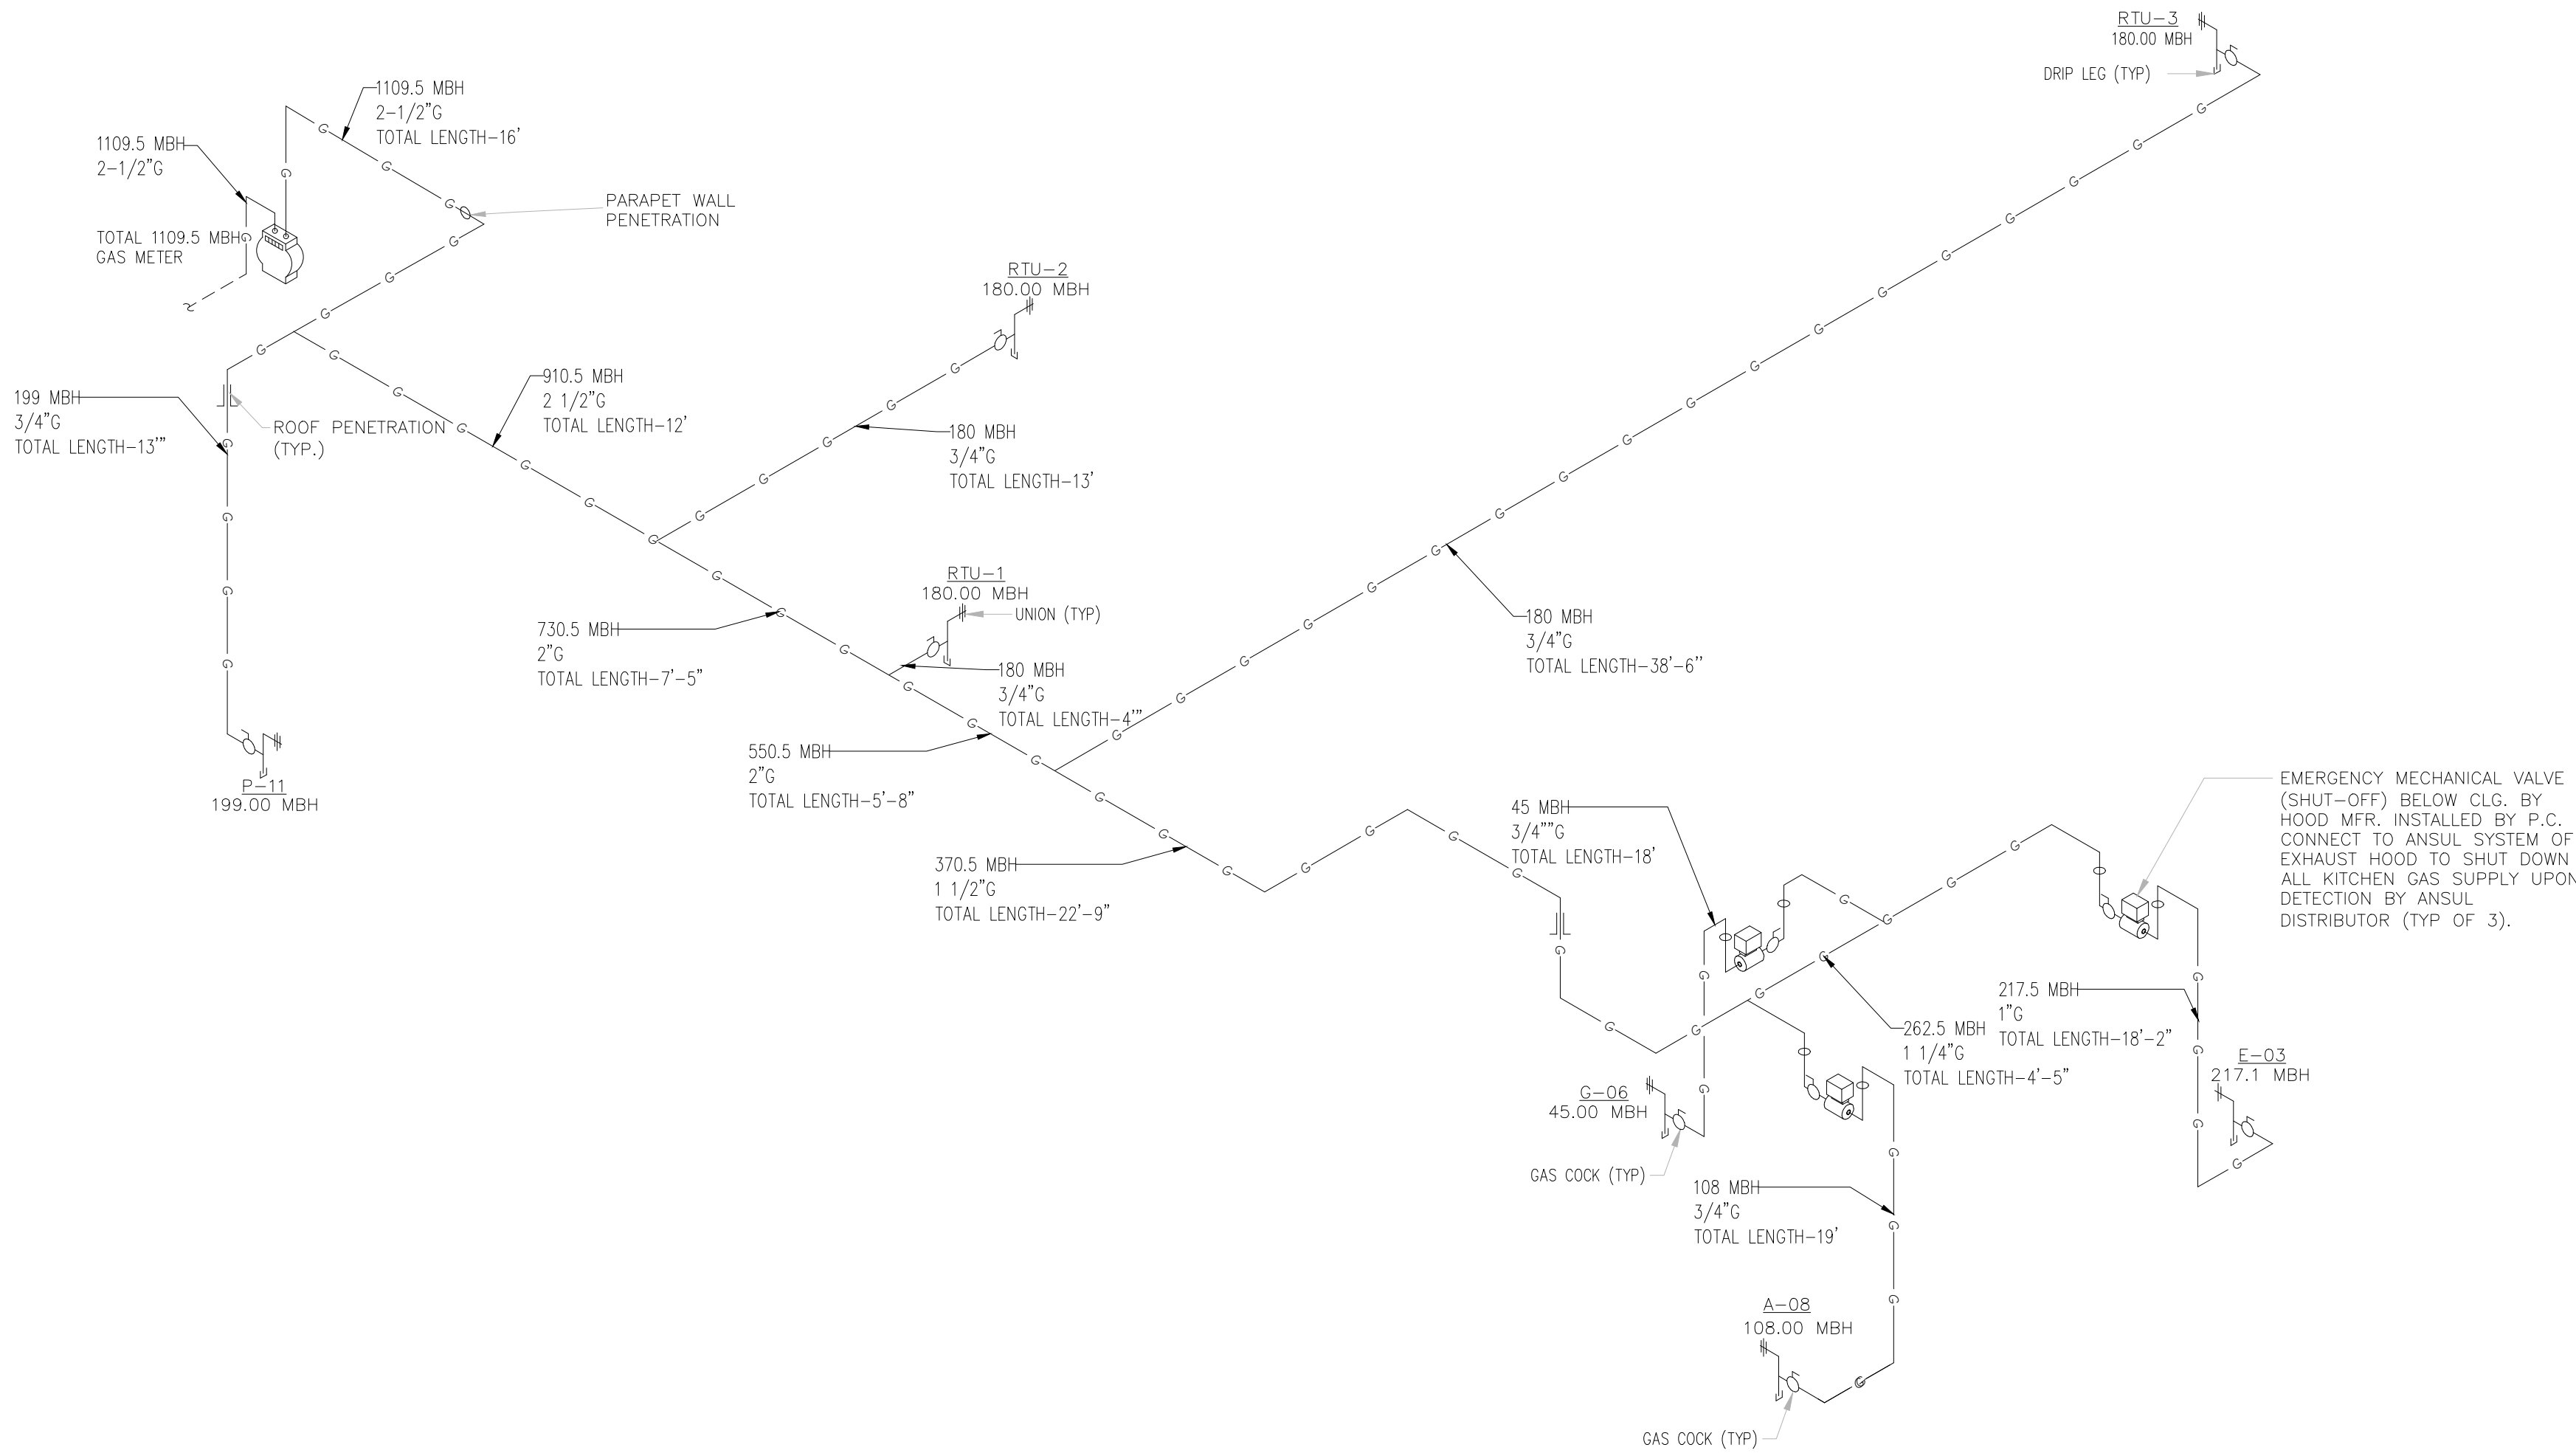 RTU-3
180.00 MBH
DRIP LEG (TYP)
1109.5 MBH
2-1/2"G
TOTAL LENGTH-16'
1109.5 MBH
2-1/2"G
PARAPET WALL
PENETRATION
TOTAL 1109.5 MBH
GAS METER
RTU-2
180.00 MBH
910.5 MBH
2 1/2"G
TOTAL LENGTH-12'
199 MBH
3/4"G
TOTAL LENGTH-13'"
ROOF PENETRATION
(TYP.)
180 MBH
3/4"G
TOTAL LENGTH-13'
RTU-1
180.00 MBH
UNION (TYP)
730.5 MBH
2"G
TOTAL LENGTH-7'-5"
180 MBH
3/4"G
TOTAL LENGTH-4'"
180 MBH
3/4"G
TOTAL LENGTH-38'-6"
550.5 MBH
2"G
TOTAL LENGTH-5'-8"
P-11
199.00 MBH
370.5 MBH
1 1/2"G
TOTAL LENGTH-22'-9"
45 MBH
3/4""G
TOTAL LENGTH-18'
EMERGENCY MECHANICAL VALVE
(SHUT-OFF) BELOW CLG. BY
HOOD MFR. INSTALLED BY P.C.
CONNECT TO ANSUL SYSTEM OF
EXHAUST HOOD TO SHUT DOWN
ALL KITCHEN GAS SUPPLY UPON
DETECTION BY ANSUL
DISTRIBUTOR (TYP OF 3).
217.5 MBH
1"G
TOTAL LENGTH-18'-2"
262.5 MBH
1 1/4"G
TOTAL LENGTH-4'-5"
E-03
217.1 MBH
G-06
45.00 MBH
GAS COCK (TYP)
108 MBH
3/4"G
TOTAL LENGTH-19'
A-08
108.00 MBH
GAS COCK (TYP)